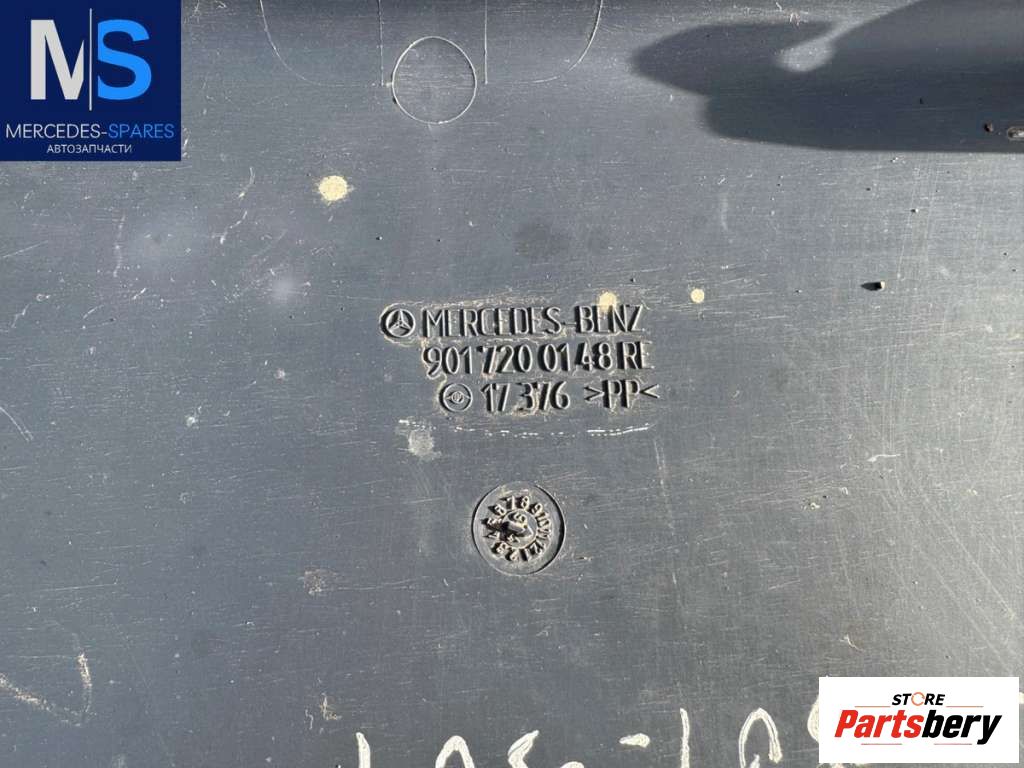 MS
MERCEDES-SPARES
АВТОЗАПЧАСТИ
MERCEDES-BENZ
901 720 01 48 RE
17 376 >PP<
STORE
Partsbery